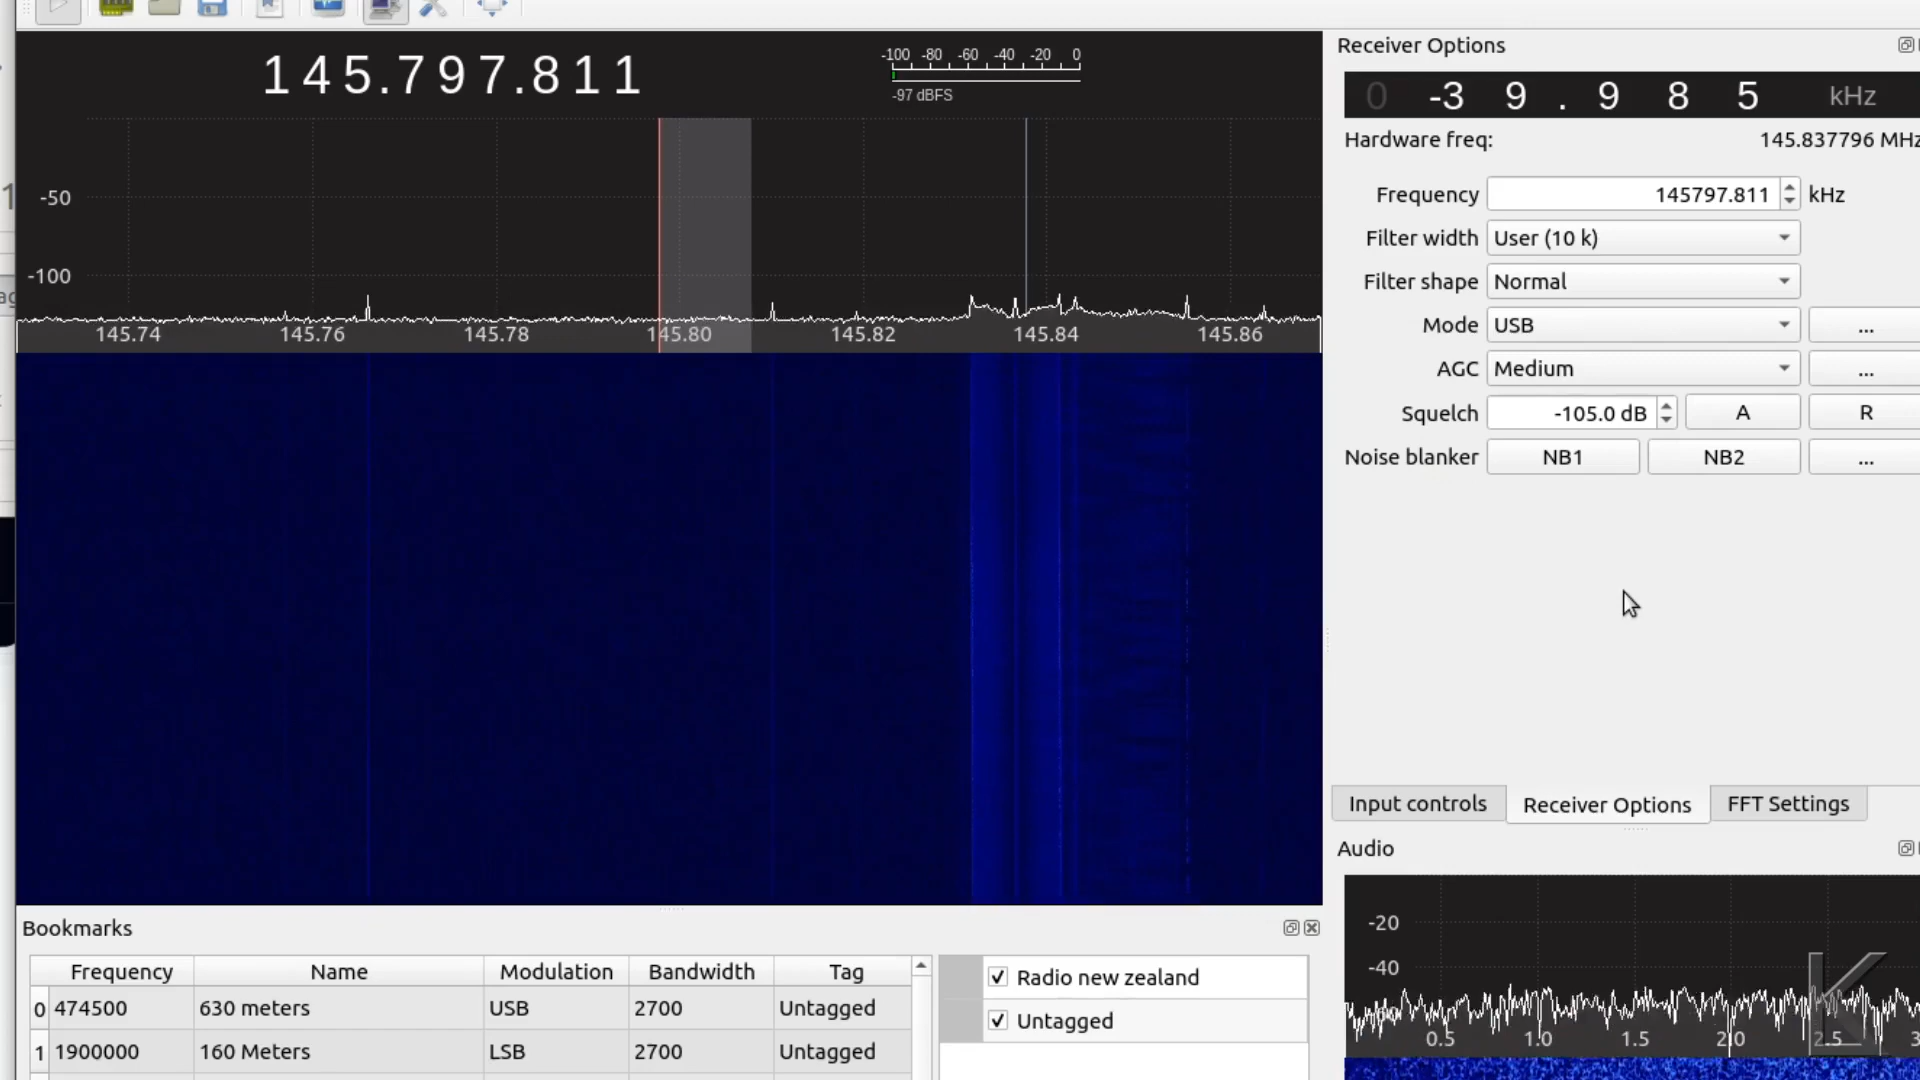 145.797.811
-100 -80 -60 -40 -20 0
-97 dBFS
-50
-100
145.74 145.76 145.78 145.80 145.82 145.84 145.86
Receiver Options
0 -39.985 kHz
Hardware freq: 145.837796 MHz
Frequency 145797.811 kHz
Filter width User (10 k)
Filter shape Normal
Mode USB ...
AGC Medium ...
Squelch -105.0 dB A R
Noise blanker NB1 NB2 ...
Input controls Receiver Options FFT Settings
Audio
-20
-40
0.5 1.0 1.5 2.0 2.5 3
K
Bookmarks
Frequency Name Modulation Bandwidth Tag
0 474500 630 meters USB 2700 Untagged
1 1900000 160 Meters LSB 2700 Untagged
Radio new zealand
Untagged